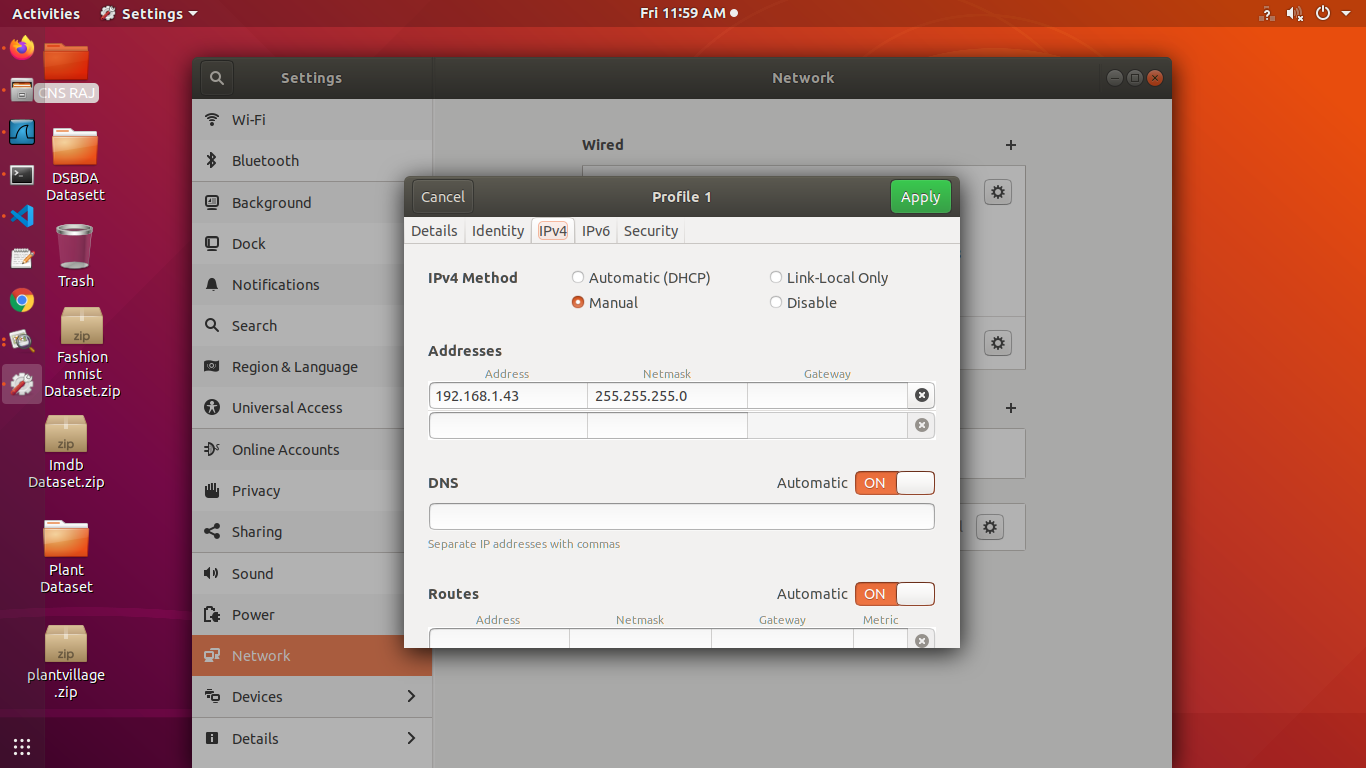 Activities
Settings
Fri 11:59 AM
CNS RAJ
DSBDA
Datasett
Trash
zip
Fashion
mnist
Dataset.zip
zip
Imdb
Dataset.zip
Plant
Dataset
zip
plantvillage
.zip
Settings
Network
Wi-Fi
Bluetooth
Background
Dock
Notifications
Search
Region & Language
Universal Access
Online Accounts
Privacy
Sharing
Sound
Power
Network
Devices
Details
Wired
Cancel
Profile 1
Apply
Details
Identity
IPv4
IPv6
Security
IPv4 Method
Automatic (DHCP)
Link-Local Only
Manual
Disable
Addresses
Address
Netmask
Gateway
192.168.1.43
255.255.255.0
DNS
Automatic
ON
Separate IP addresses with commas
Routes
Automatic
ON
Address
Netmask
Gateway
Metric